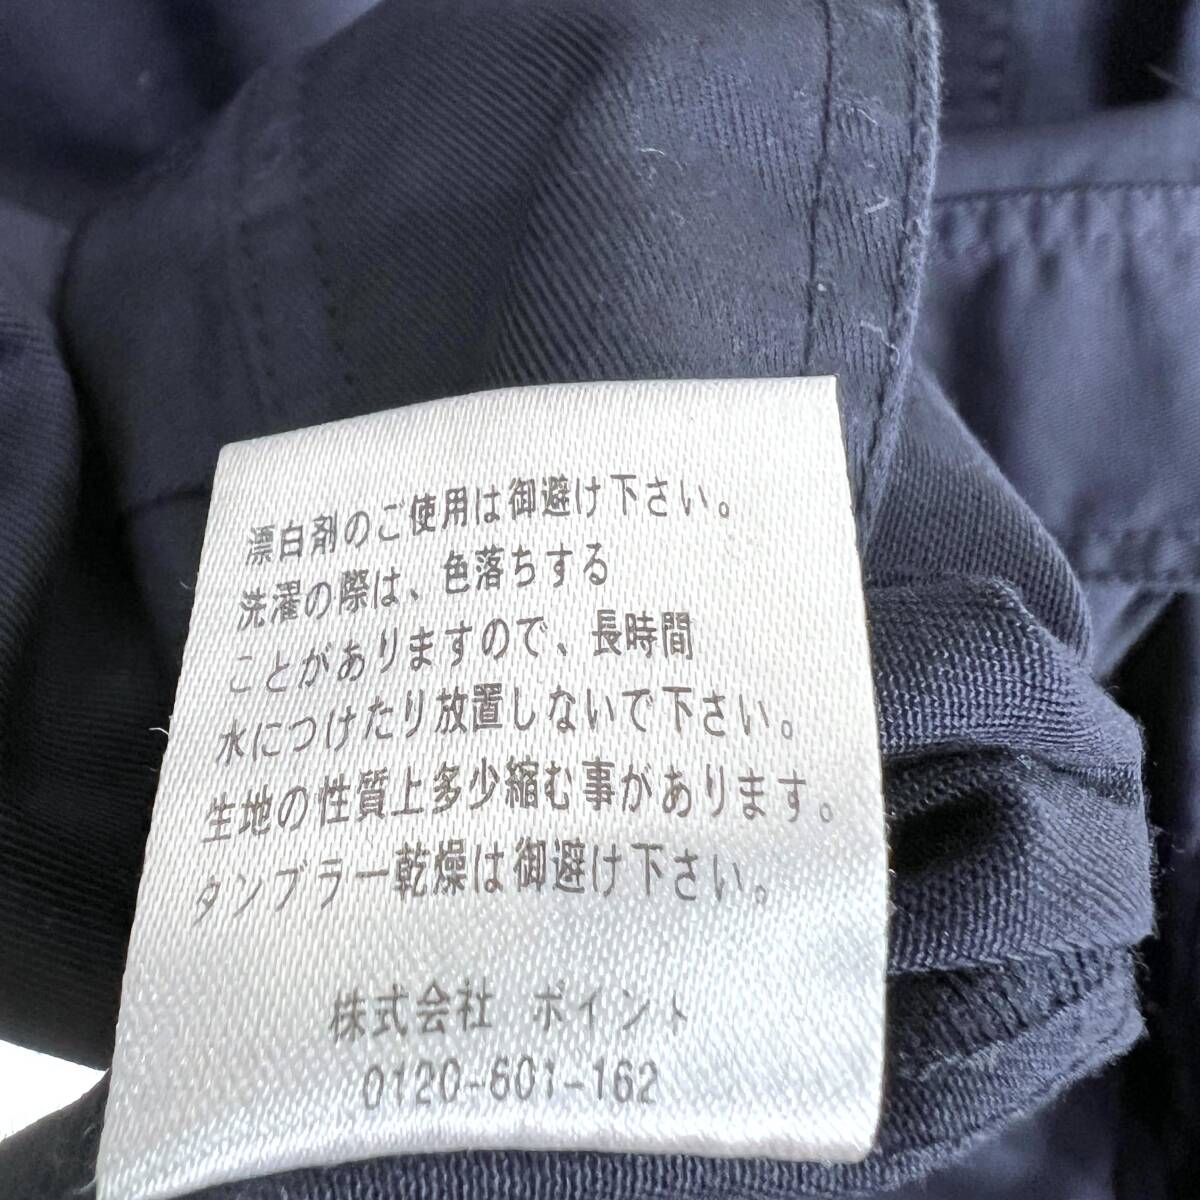 漂白剤のご使用は御避け下さい。
洗濯の際は、色落ちする
ことがありますので、長時間
水につけたり放置しないで下さい。
生地の性質上多少縮む事があります。
タンブラー乾燥は御避け下さい。
株式会社 ポイント
0120-601-162